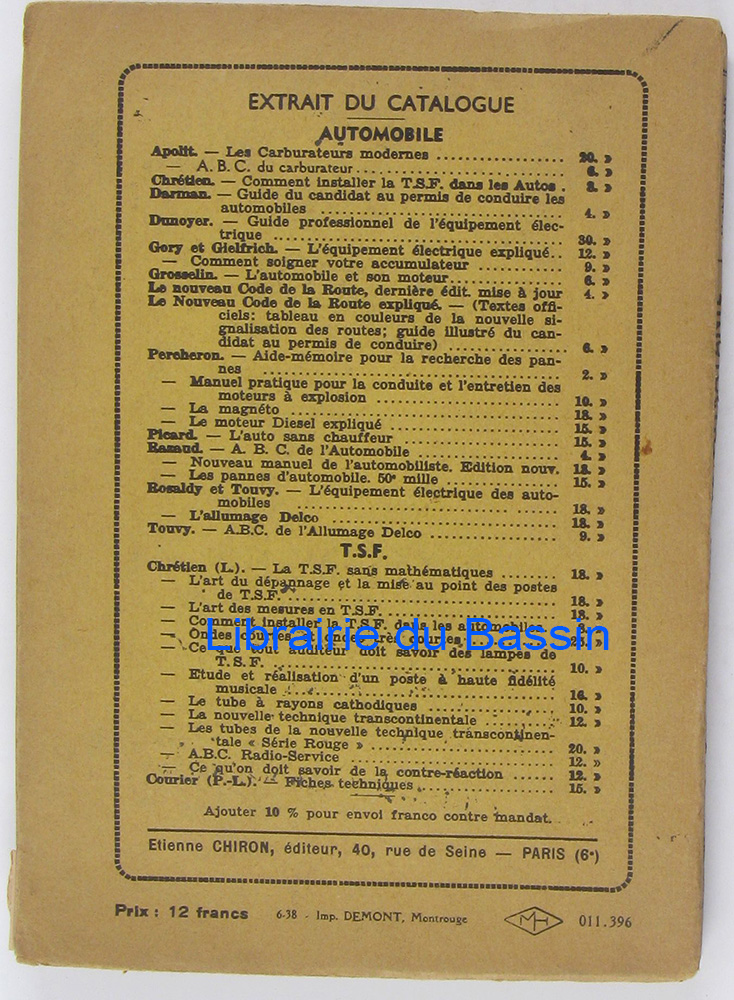 EXTRAIT DU CATALOGUE
AUTOMOBILE
Apolit. — Les Carburateurs modernes .................. 20. »
— A. B. C. du carburateur.............................. 6. »
Chrétien. — Comment installer la T.S.F. dans les Autos . 8. »
Darman. — Guide du candidat au permis de conduire les
automobiles .................................. 4. »
Dunoyer. — Guide professionnel de l'équipement élec-
trique ........................................ 30. »
Gory et Gielfrich. — L'équipement électrique expliqué.. 12. »
— Comment soigner votre accumulateur ............ 9. »
Grosselin. — L'automobile et son moteur................ 6. »
Le nouveau Code de la Route, dernière édit. mise à jour 4. »
Le Nouveau Code de la Route expliqué. — (Textes offi-
ciels: tableau en couleurs de la nouvelle si-
gnalisation des routes; guide illustré du can-
didat au permis de conduire) .................. 6. »
Percheron. — Aide-mémoire pour la recherche des pan-
nes .......................................... 2. »
— Manuel pratique pour la conduite et l'entretien des
moteurs à explosion .......................... 10. »
— La magnéto ...................................... 18. »
— Le moteur Diesel expliqué ........................ 15. »
Picard. — L'auto sans chauffeur ...................... 15. »
Razaud. — A. B. C. de l'Automobile .................... 4. »
— Nouveau manuel de l'automobiliste. Edition nouv. 18. »
— Les pannes d'automobile. 50e mille .............. 15. »
Rosaldy et Touvy. — L'équipement électrique des auto-
mobiles ...................................... 18. »
— L'allumage Delco ................................ 18. »
Touvy. — A.B.C. de l'Allumage Delco .................. 9. »
T.S.F.
Chrétien (L.). — La T.S.F. sans mathématiques ........ 18. »
— L'art du dépannage et la mise au point des postes
de T.S.F...................................... 18. »
— L'art des mesures en T.S.F. ...................... 18. »
— Comment installer la T.S.F. dans les automobiles .. 8. »
— Ondes courtes et ondes très courtes .............. 25. »
— Ce que tout auditeur doit savoir des lampes de
T. S. F. ...................................... 10. »
— Etude et réalisation d'un poste à haute fidélité
musicale .................................... 16. »
— Le tube à rayons cathodiques .................... 10. »
— La nouvelle technique transcontinentale .......... 12. »
— Les tubes de la nouvelle technique transcontinen-
tale « Série Rouge » .......................... 20. »
— A.B.C. Radio-Service ............................ 12. »
— Ce qu'on doit savoir de la contre-réaction ...... 12. »
Courier (P.-L.). — Fiches techniques .................. 15. »
Librairie du Bassin
Ajouter 10 % pour envoi franco contre mandat.
Etienne CHIRON, éditeur, 40, rue de Seine — PARIS (6e)
Prix : 12 francs 6-38 - Imp. DEMONT, Montrouge MH 011.396